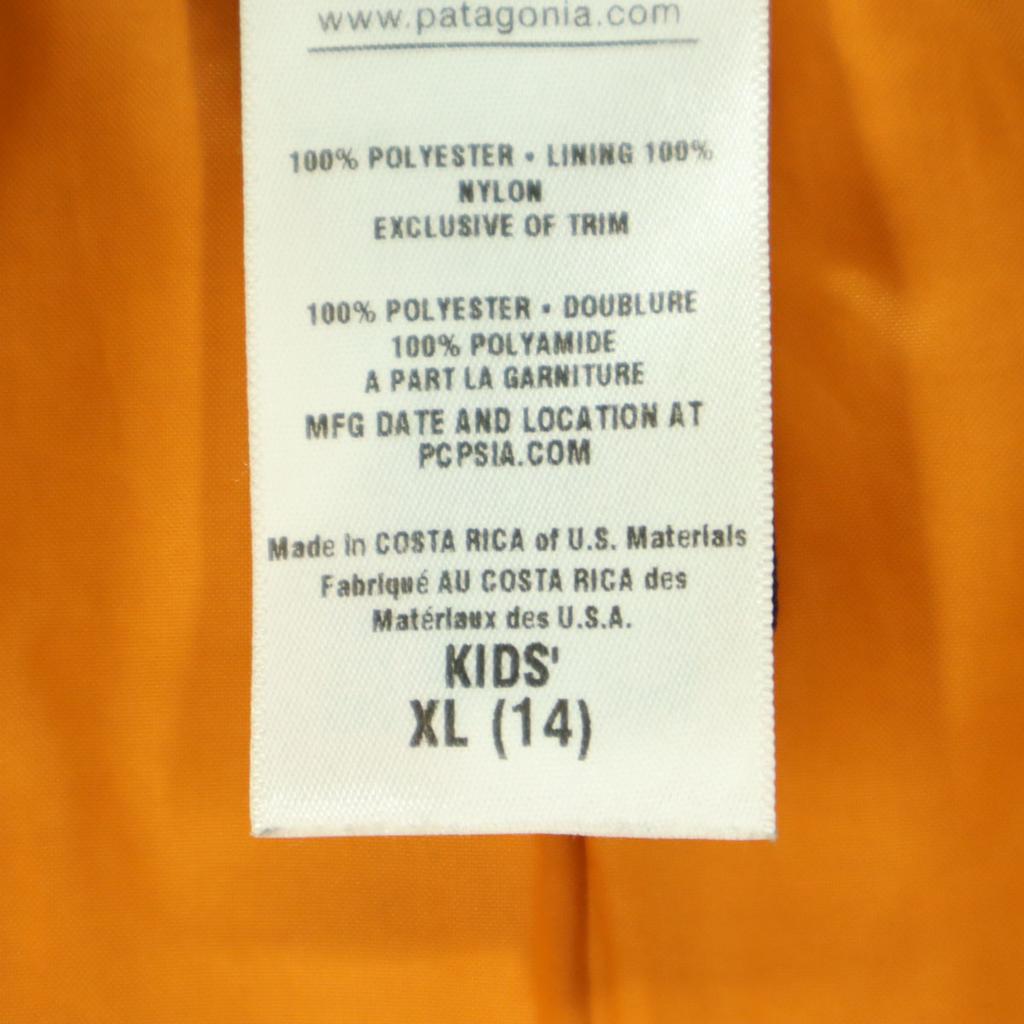 www.patagonia.com
100% POLYESTER • LINING 100%
NYLON
EXCLUSIVE OF TRIM
100% POLYESTER • DOUBLURE
100% POLYAMIDE
A PART LA GARNITURE
MFG DATE AND LOCATION AT
PCPSIA.COM
Made in COSTA RICA of U.S. Materials
Fabriqué AU COSTA RICA des
Matériaux des U.S.A.
KIDS'
XL (14)